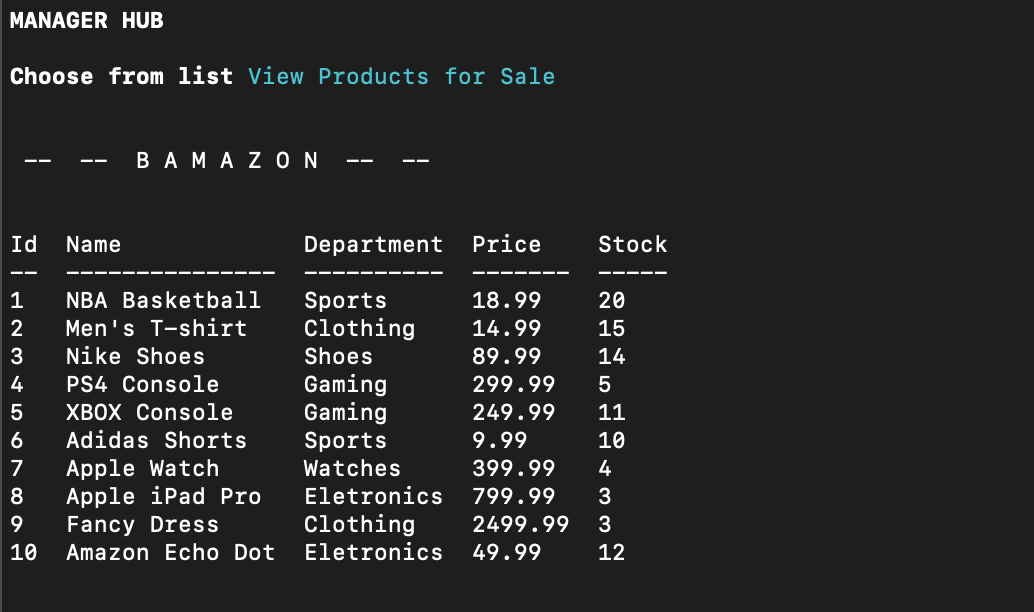 MANAGER HUB
Choose from list View Products for Sale
-- -- B A M A Z O N -- --
Id Name Department Price Stock
-- --------------- ---------- ------- -----
1 NBA Basketball Sports 18.99 20
2 Men's T-shirt Clothing 14.99 15
3 Nike Shoes Shoes 89.99 14
4 PS4 Console Gaming 299.99 5
5 XBOX Console Gaming 249.99 11
6 Adidas Shorts Sports 9.99 10
7 Apple Watch Watches 399.99 4
8 Apple iPad Pro Eletronics 799.99 3
9 Fancy Dress Clothing 2499.99 3
10 Amazon Echo Dot Eletronics 49.99 12